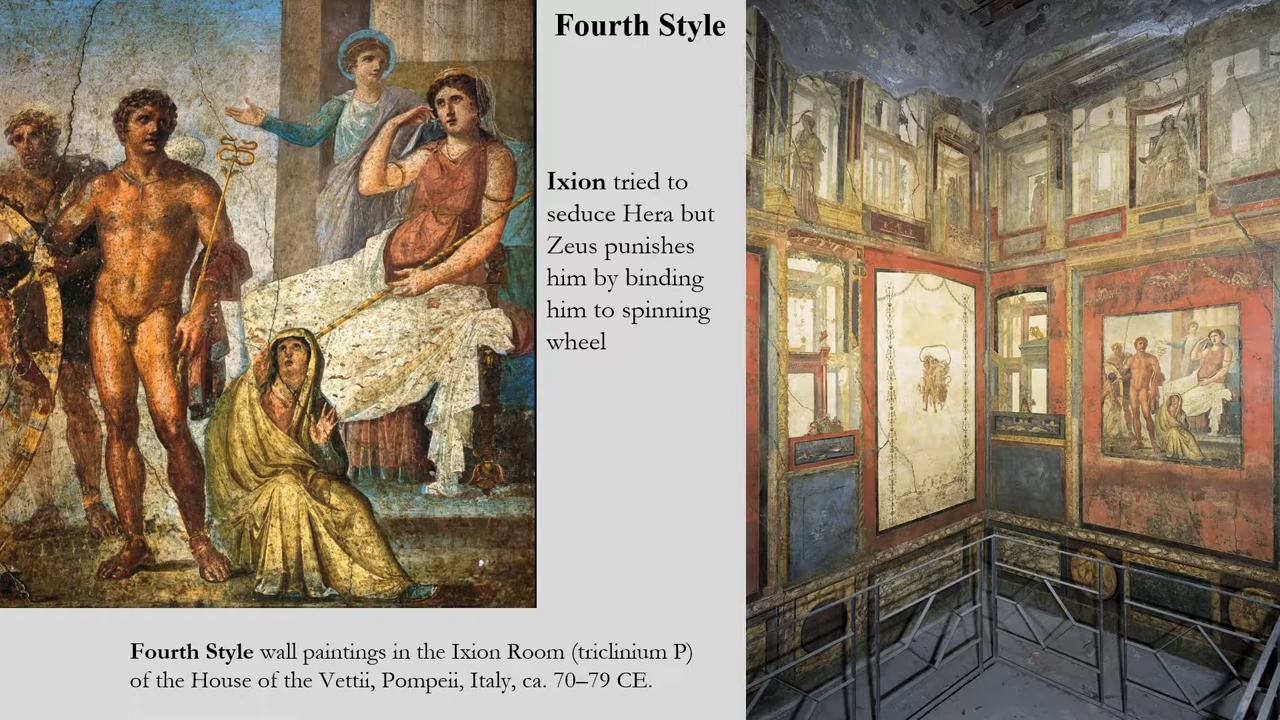 Fourth Style
Ixion tried to
seduce Hera but
Zeus punishes
him by binding
him to spinning
wheel
Fourth Style wall paintings in the Ixion Room (triclinium P)
of the House of the Vettii, Pompeii, Italy, ca. 70–79 CE.